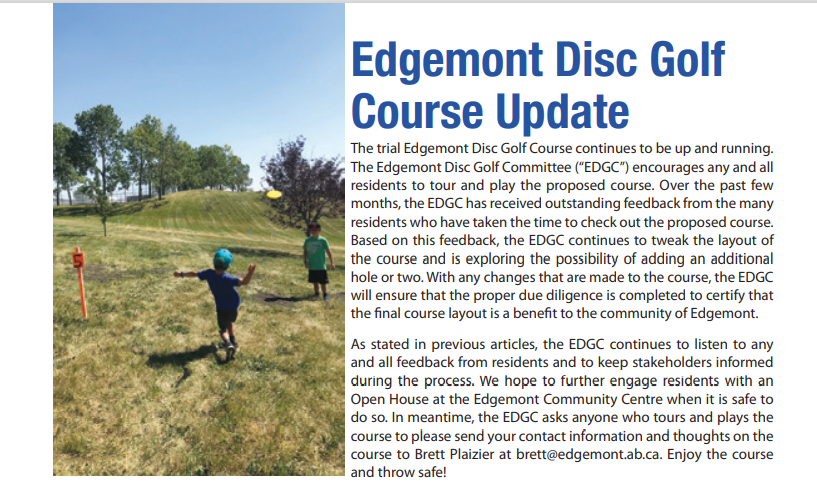 Edgemont Disc Golf
Course Update
The trial Edgemont Disc Golf Course continues to be up and running.
The Edgemont Disc Golf Committee (“EDGC”) encourages any and all
residents to tour and play the proposed course. Over the past few
months, the EDGC has received outstanding feedback from the many
residents who have taken the time to check out the proposed course.
Based on this feedback, the EDGC continues to tweak the layout of
the course and is exploring the possibility of adding an additional
hole or two. With any changes that are made to the course, the EDGC
will ensure that the proper due diligence is completed to certify that
the final course layout is a benefit to the community of Edgemont.
As stated in previous articles, the EDGC continues to listen to any
and all feedback from residents and to keep stakeholders informed
during the process. We hope to further engage residents with an
Open House at the Edgemont Community Centre when it is safe to
do so. In meantime, the EDGC asks anyone who tours and plays the
course to please send your contact information and thoughts on the
course to Brett Plaizier at brett@edgemont.ab.ca. Enjoy the course
and throw safe!
5